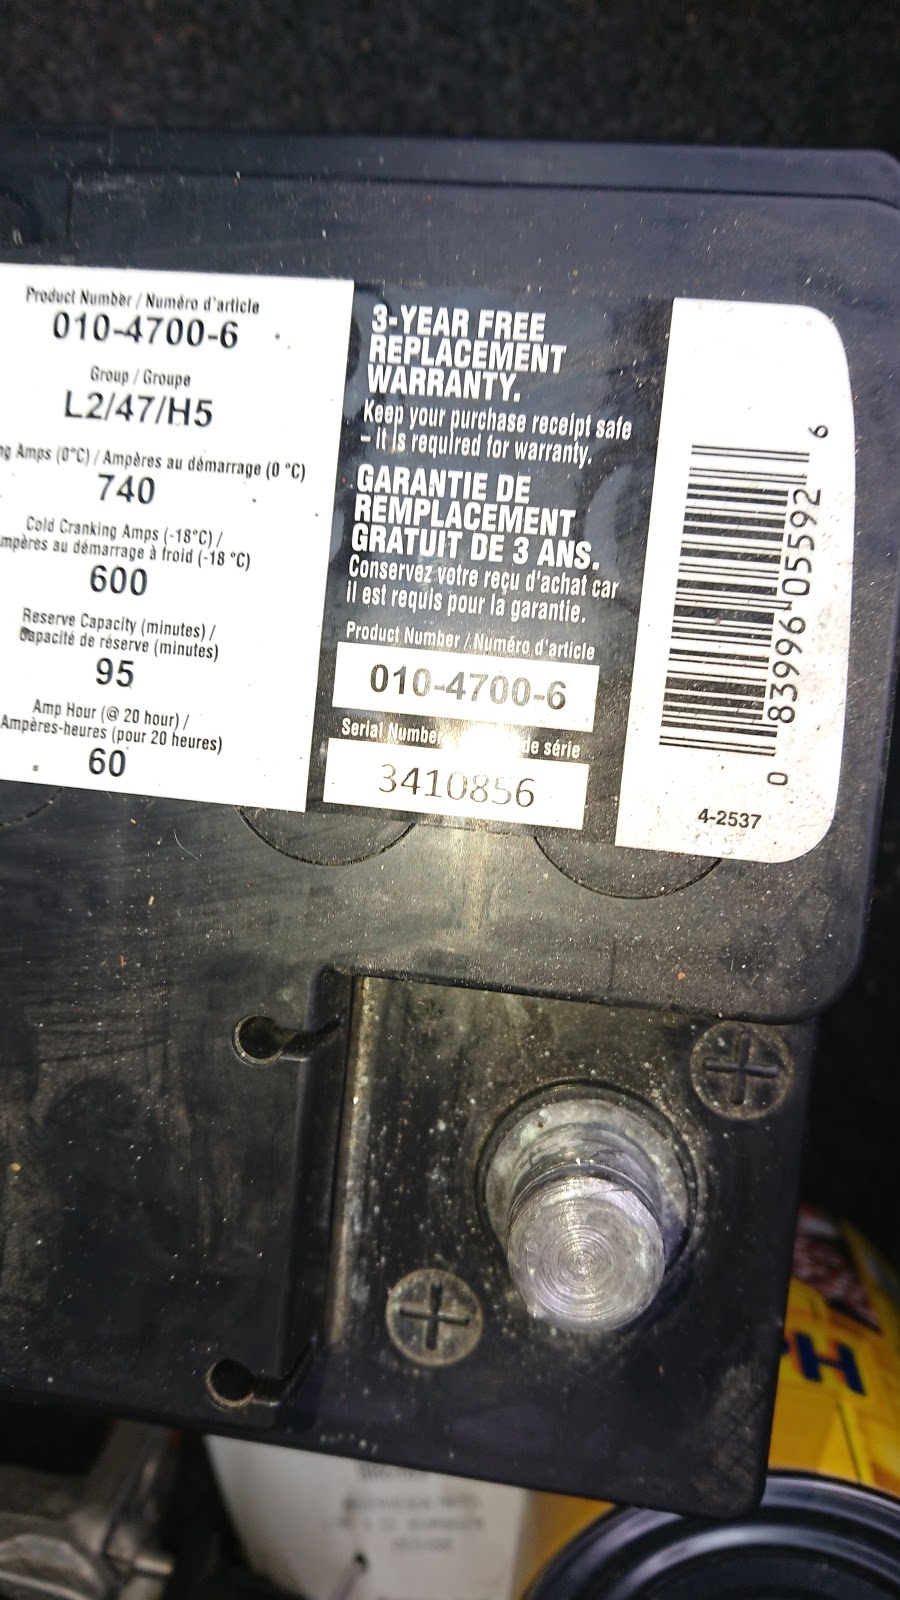 Product Number / Numéro d'article
010-4700-6
Group / Groupe
L2/47/H5
Amps (0°C) / Ampères au démarrage (0 °C)
740
Cold Cranking Amps (-18°C) /
au démarrage à froid (-18 °C)
600
Reserve Capacity (minutes) /
Capacité de réserve (minutes)
95
Amp Hour (@ 20 hour) /
Ampères-heures (pour 20 heures)
60
3-YEAR FREE
REPLACEMENT
WARRANTY.
Keep your purchase receipt safe
– it is required for warranty.
GARANTIE DE
REMPLACEMENT
GRATUIT DE 3 ANS.
Conservez votre reçu d'achat car
il est requis pour la garantie.
Product Number / Numéro d'article
010-4700-6
Serial Number de série
3410856
0 83996 05592 6
4-2537
+
+